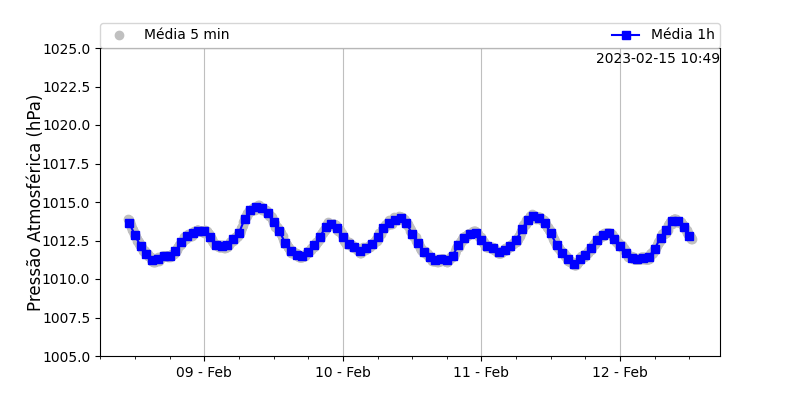 Média 5 min
Média 1h
2023-02-15 10:49
Pressão Atmosférica (hPa)
1025.0
1022.5
1020.0
1017.5
1015.0
1012.5
1010.0
1007.5
1005.0
09 - Feb
10 - Feb
11 - Feb
12 - Feb